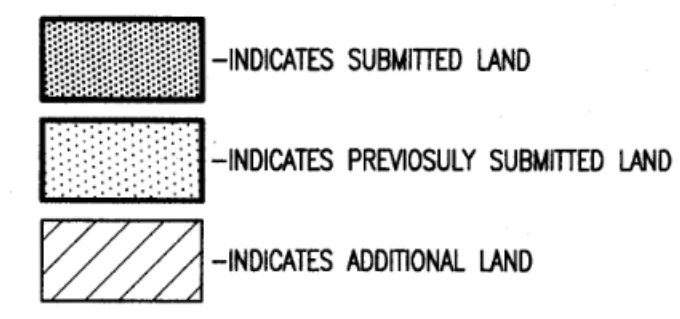 -INDICATES SUBMITTED LAND
-INDICATES PREVIOSULY SUBMITTED LAND
-INDICATES ADDITIONAL LAND